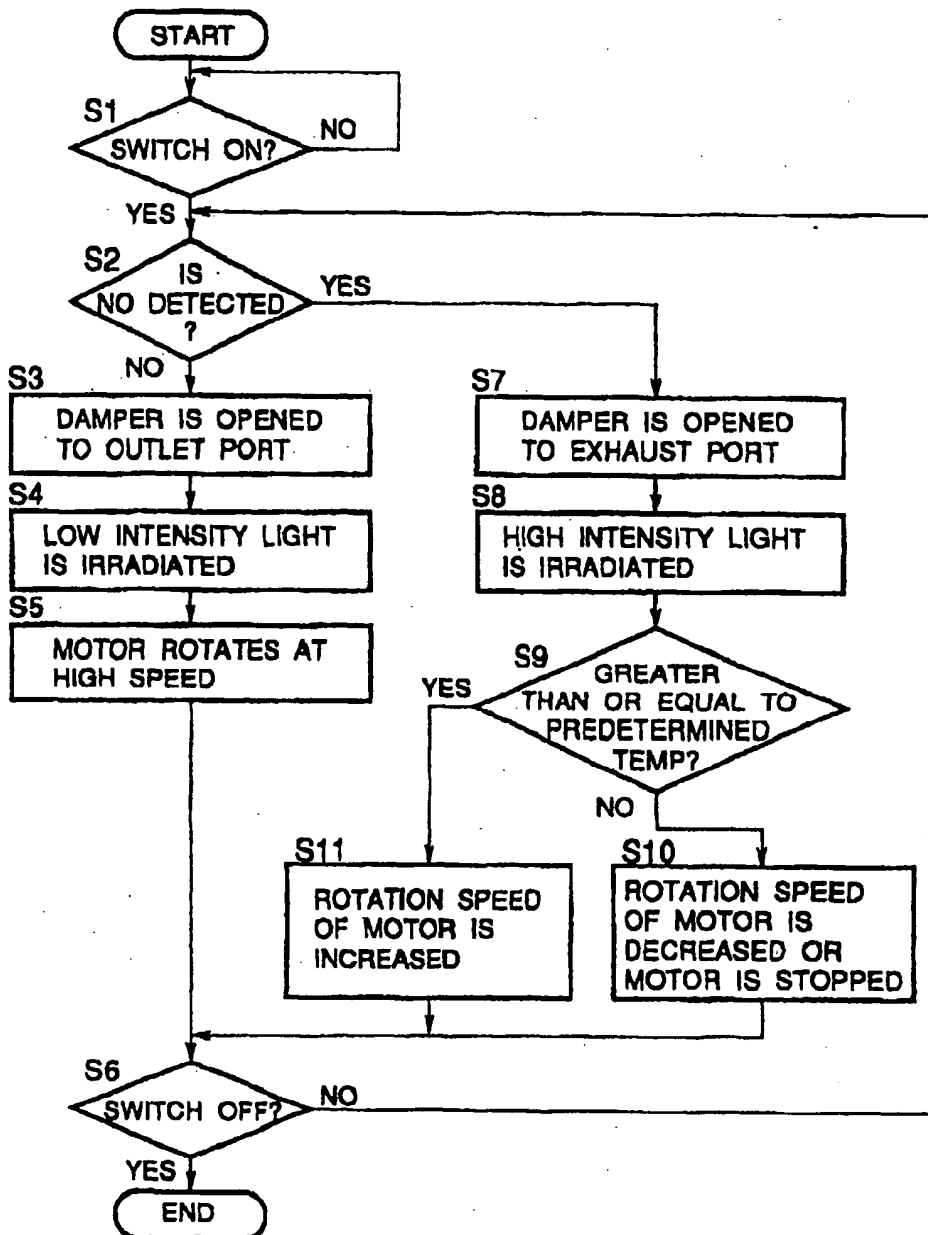 START
S1
SWITCH ON?
NO
YES
S2
IS
NO DETECTED
?
YES
NO
S3
DAMPER IS OPENED
TO OUTLET PORT
S4
LOW INTENSITY LIGHT
IS IRRADIATED
S5
MOTOR ROTATES AT
HIGH SPEED
S7
DAMPER IS OPENED
TO EXHAUST PORT
S8
HIGH INTENSITY LIGHT
IS IRRADIATED
S9
GREATER
THAN OR EQUAL TO
PREDETERMINED
TEMP?
YES
NO
S11
ROTATION SPEED
OF MOTOR IS
INCREASED
S10
ROTATION SPEED
OF MOTOR IS
DECREASED OR
MOTOR IS STOPPED
S6
SWITCH OFF?
NO
YES
END